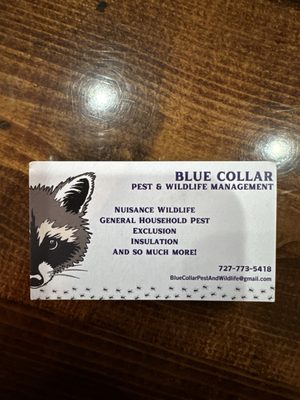 BLUE COLLAR
PEST & WILDLIFE MANAGEMENT
NUISANCE WILDLIFE
GENERAL HOUSEHOLD PEST
EXCLUSION
INSULATION
AND SO MUCH MORE!
727-773-5418
BlueCollarPestAndWildlife@gmail.com